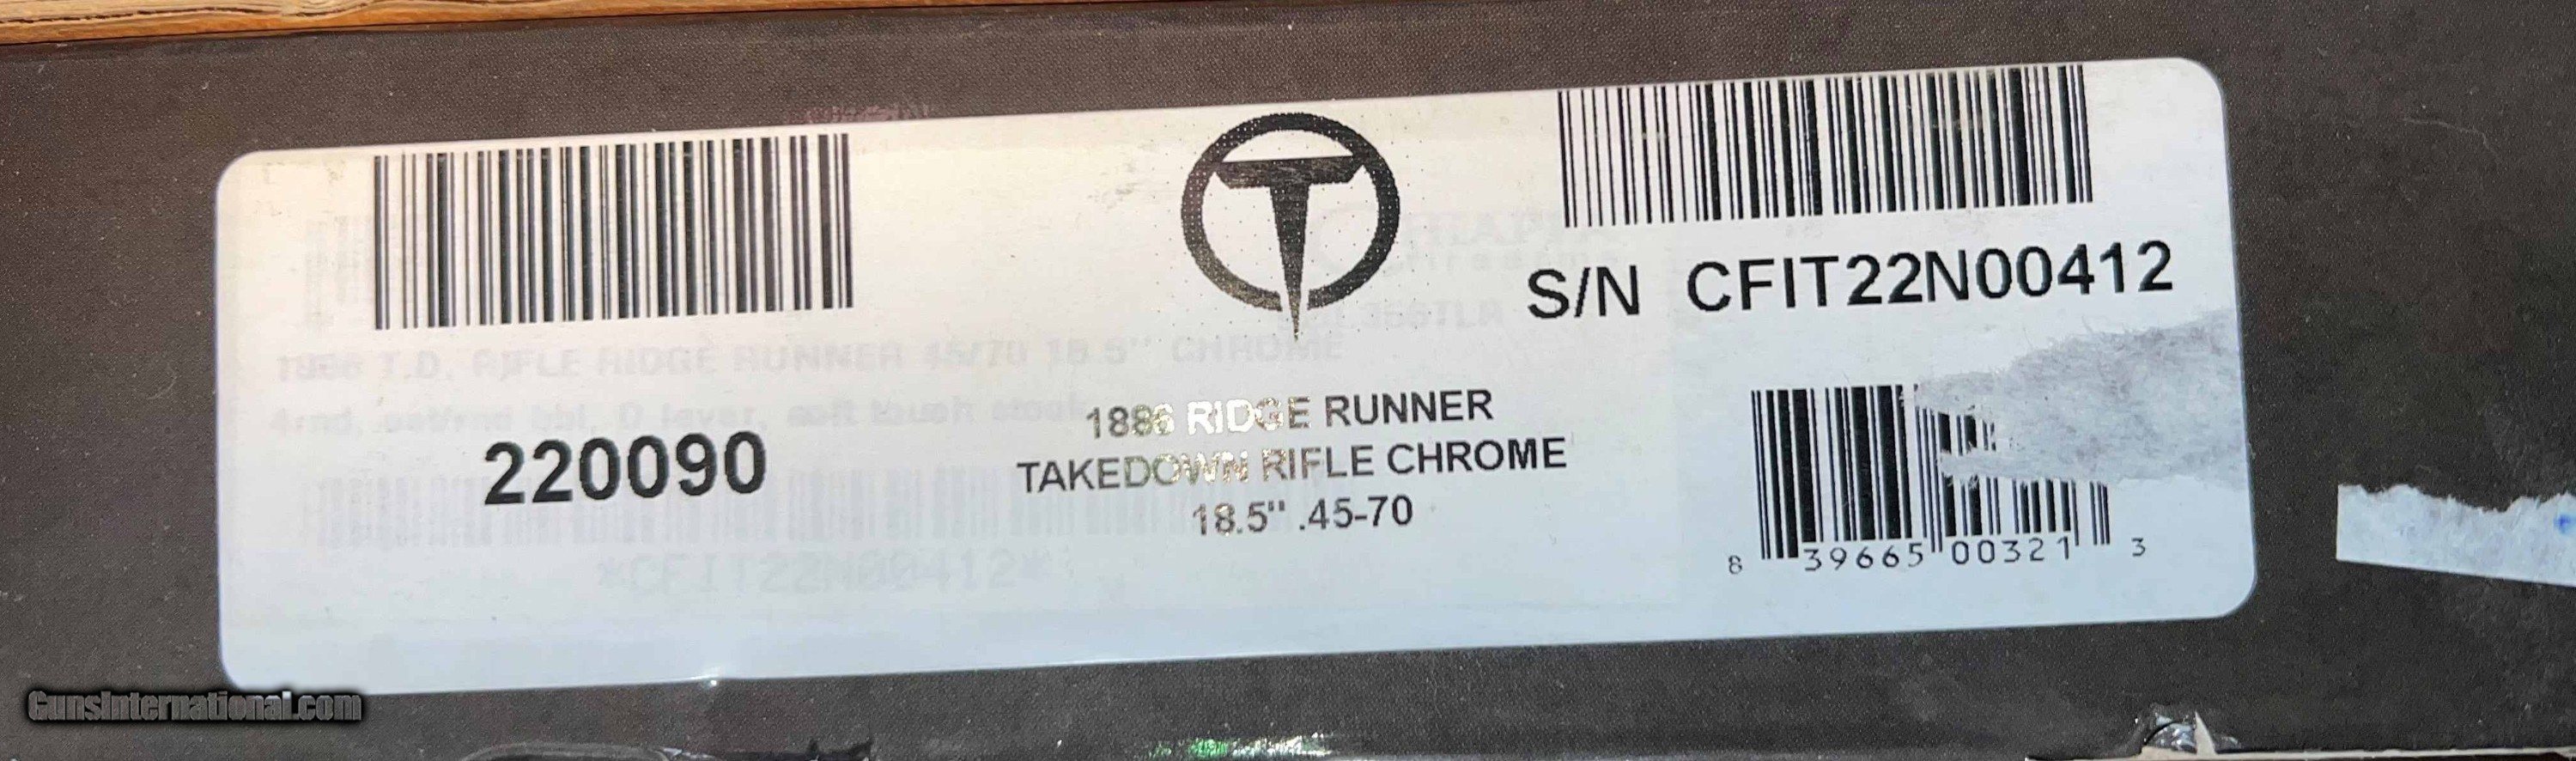 S/N CFIT22N00412
1886 T.D. RIFLE RIDGE RUNNER 45/70 18.5" CHROME
220090
1886 RIDGE RUNNER
TAKEDOWN RIFLE CHROME
18.5" .45-70
*CFIT22N00412*
8 39665 00321 3
GunsInternational.com